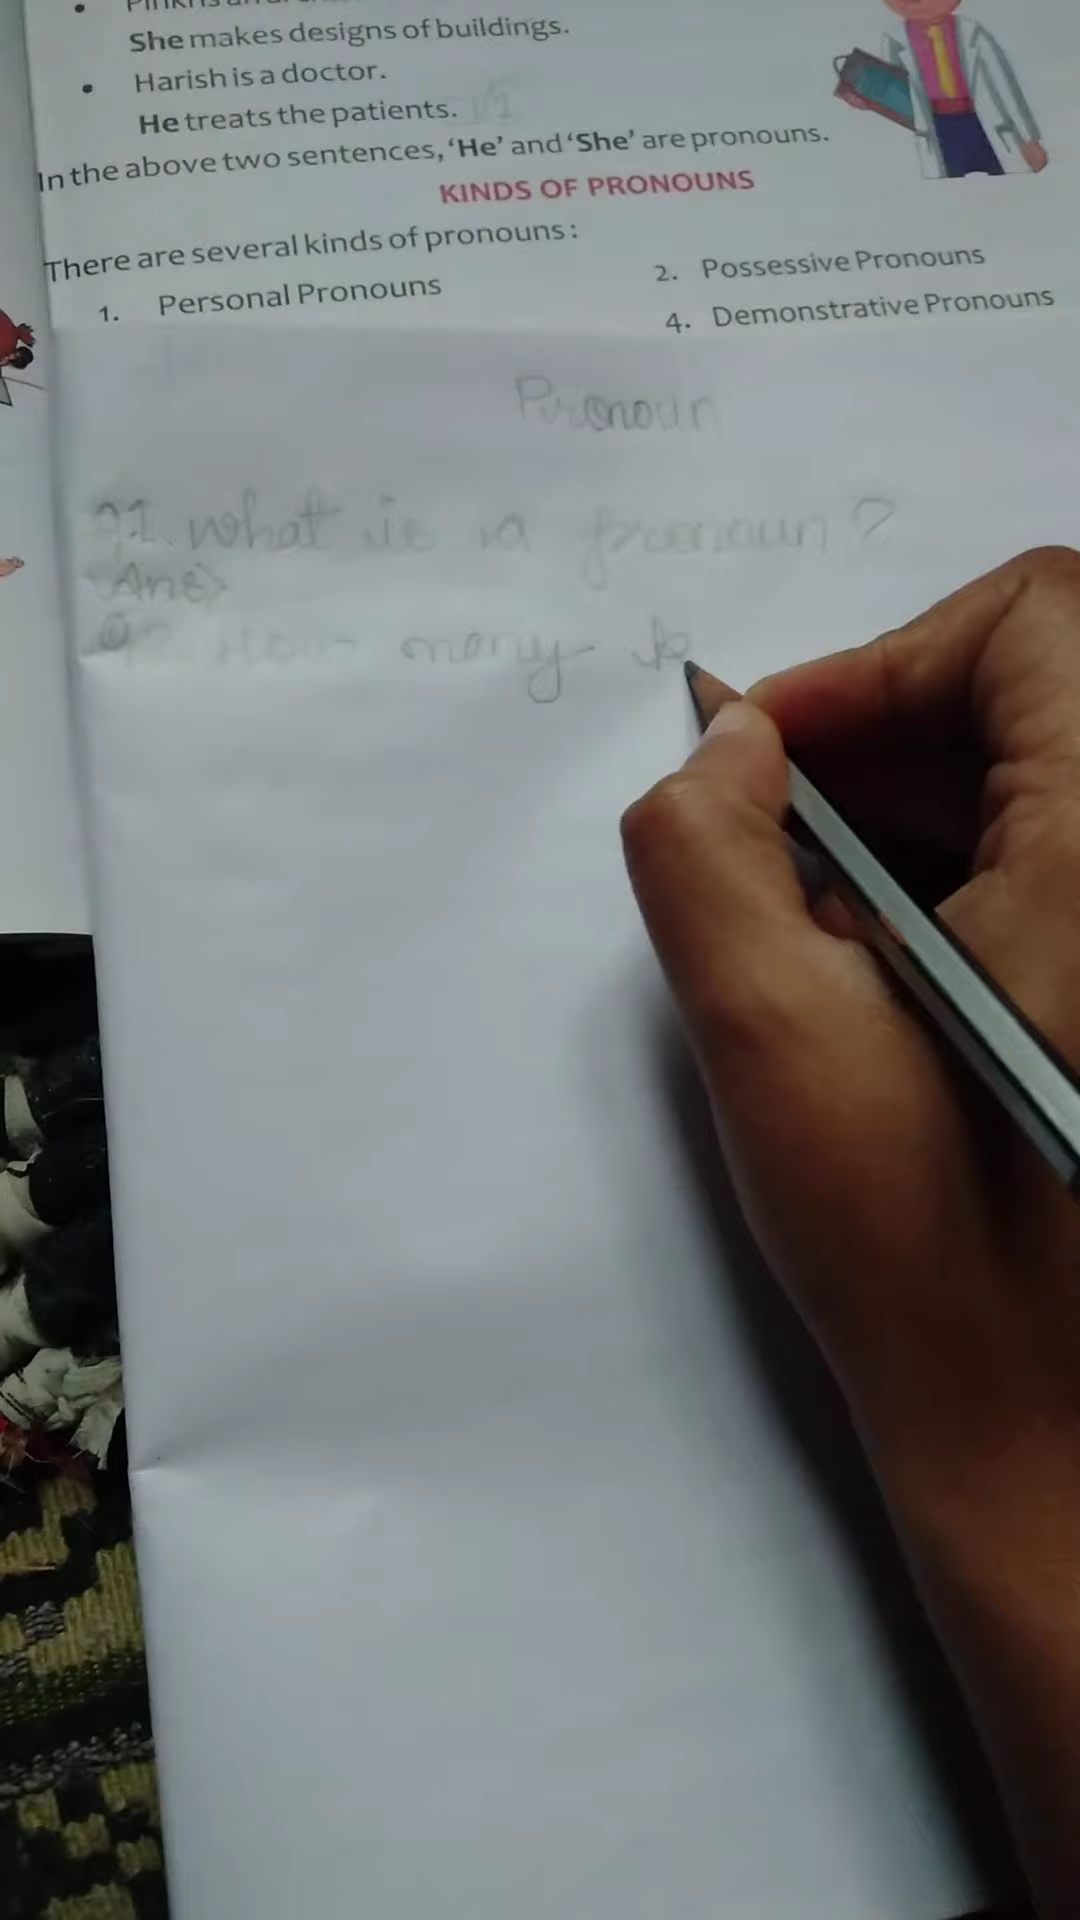 She makes designs of buildings.
• Harish is a doctor.
He treats the patients.
In the above two sentences, ‘He’ and ‘She’ are pronouns.
KINDS OF PRONOUNS
There are several kinds of pronouns :
1. Personal Pronouns
2. Possessive Pronouns
4. Demonstrative Pronouns
Pronoun
Q1. What is a pronoun ?
Ans>
Q2 How many k